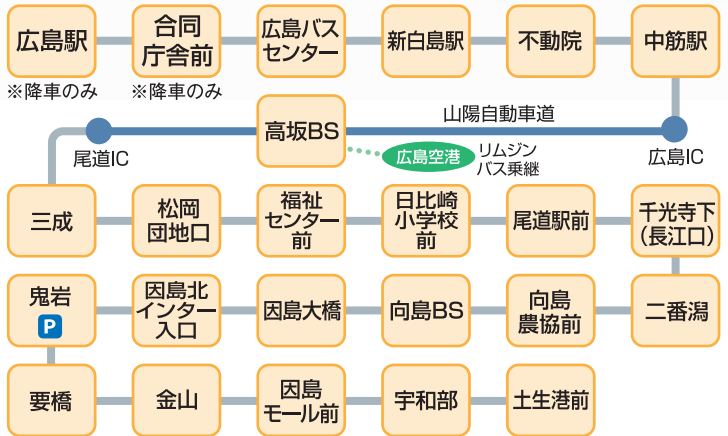 広島駅
※降車のみ
合同
庁舎前
※降車のみ
広島バス
センター
新白島駅
不動院
中筋駅
尾道IC
高坂BS
山陽自動車道
広島空港
リムジン
バス乗継
広島IC
三成
松岡
団地口
福祉
センター
前
日比崎
小学校
前
尾道駅前
千光寺下
(長江口)
鬼岩
P
因島北
インター
入口
因島大橋
向島BS
向島
農協前
二番潟
要橋
金山
因島
モール前
宇和部
土生港前